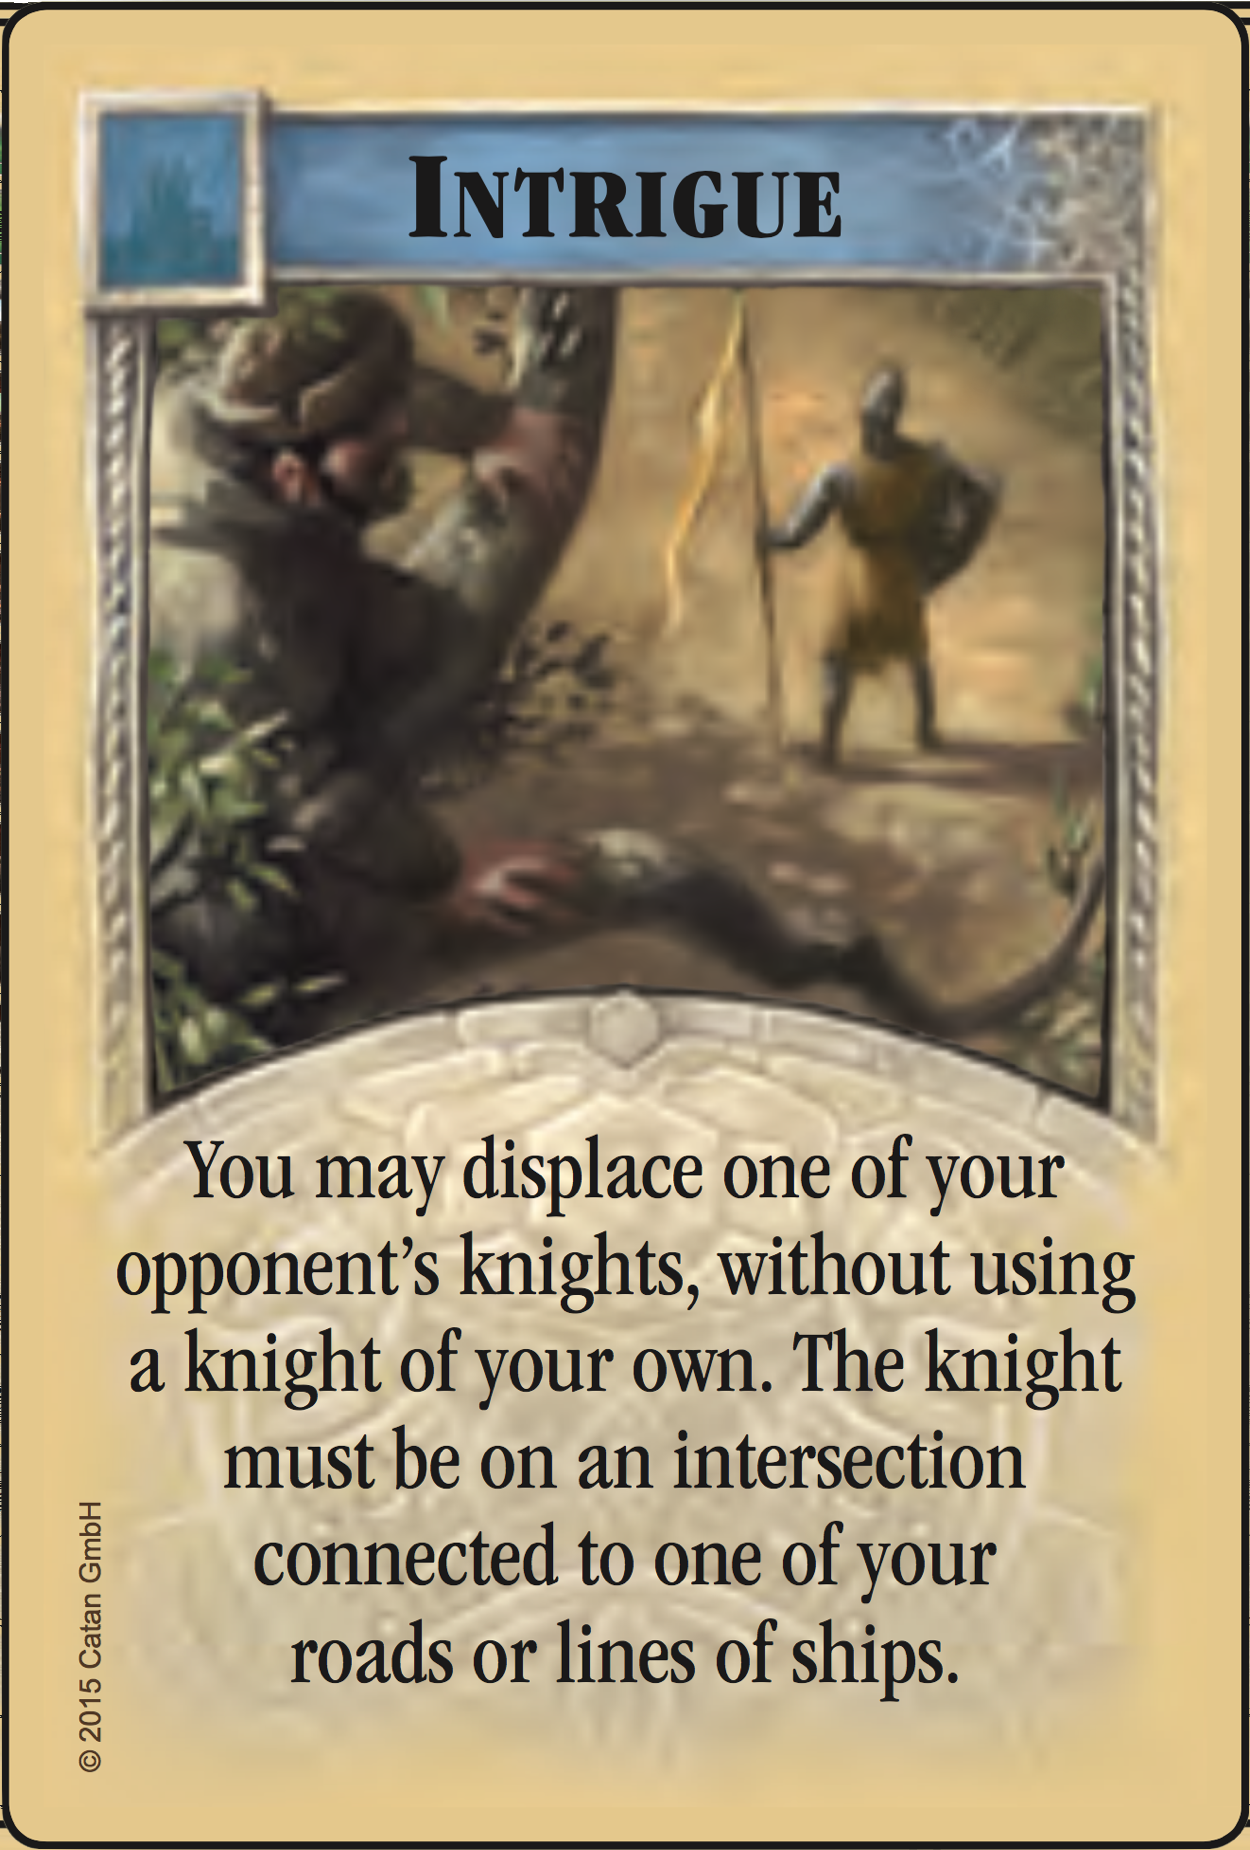 INTRIGUE
You may displace one of your
opponent’s knights, without using
a knight of your own. The knight
must be on an intersection
connected to one of your
roads or lines of ships.
© 2015 Catan GmbH